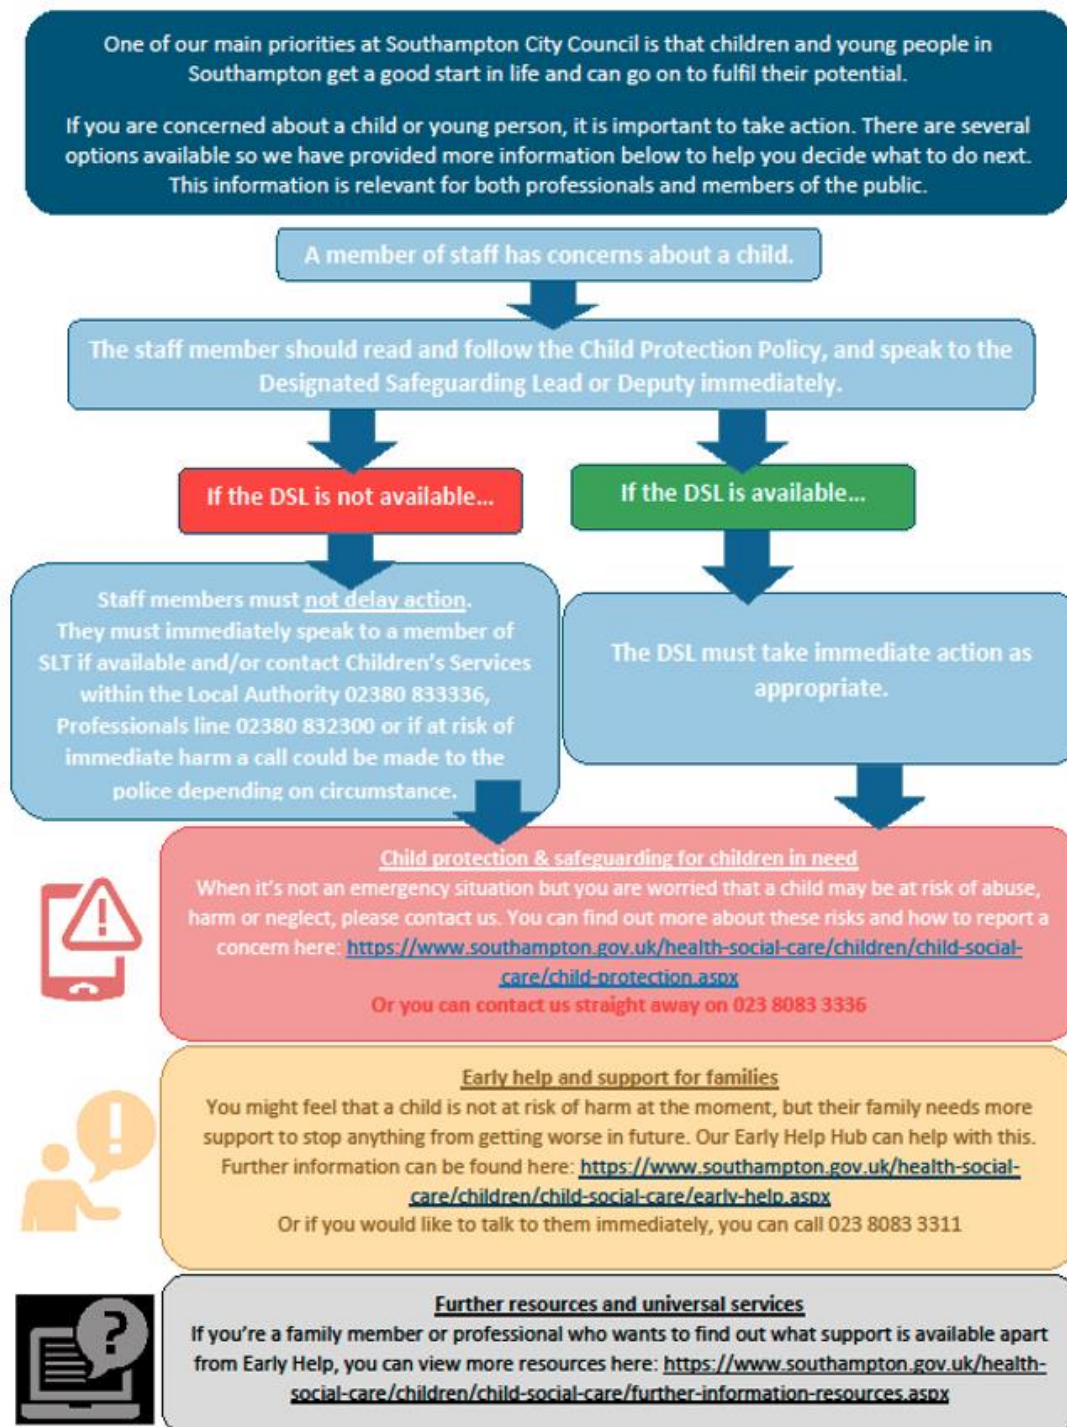 One of our main priorities at Southampton City Council is that children and young people in
Southampton get a good start in life and can go on to fulfil their potential.
If you are concerned about a child or young person, it is important to take action. There are several
options available so we have provided more information below to help you decide what to do next.
This information is relevant for both professionals and members of the public.
A member of staff has concerns about a child.
The staff member should read and follow the Child Protection Policy, and speak to the
Designated Safeguarding Lead or Deputy immediately.
If the DSL is not available...
If the DSL is available...
Staff members must not delay action.
They must immediately speak to a member of
SLT if available and/or contact Children's Services
within the Local Authority 02380 833336,
Professionals line 02380 832300 or if at risk of
immediate harm a call could be made to the
police depending on circumstance.
The DSL must take immediate action as
appropriate.
Child protection & safeguarding for children in need
When it's not an emergency situation but you are worried that a child may be at risk of abuse,
harm or neglect, please contact us. You can find out more about these risks and how to report a
concern here: https://www.southampton.gov.uk/health-social-care/children/child-social-
care/child-protection.aspx
Or you can contact us straight away on 023 8083 3336
Early help and support for families
You might feel that a child is not at risk of harm at the moment, but their family needs more
support to stop anything from getting worse in future. Our Early Help Hub can help with this.
Further information can be found here: https://www.southampton.gov.uk/health-social-
care/children/child-social-care/early-help.aspx
Or if you would like to talk to them immediately, you can call 023 8083 3311
Further resources and universal services
If you're a family member or professional who wants to find out what support is available apart
from Early Help, you can view more resources here: https://www.southampton.gov.uk/health-
social-care/children/child-social-care/further-information-resources.aspx